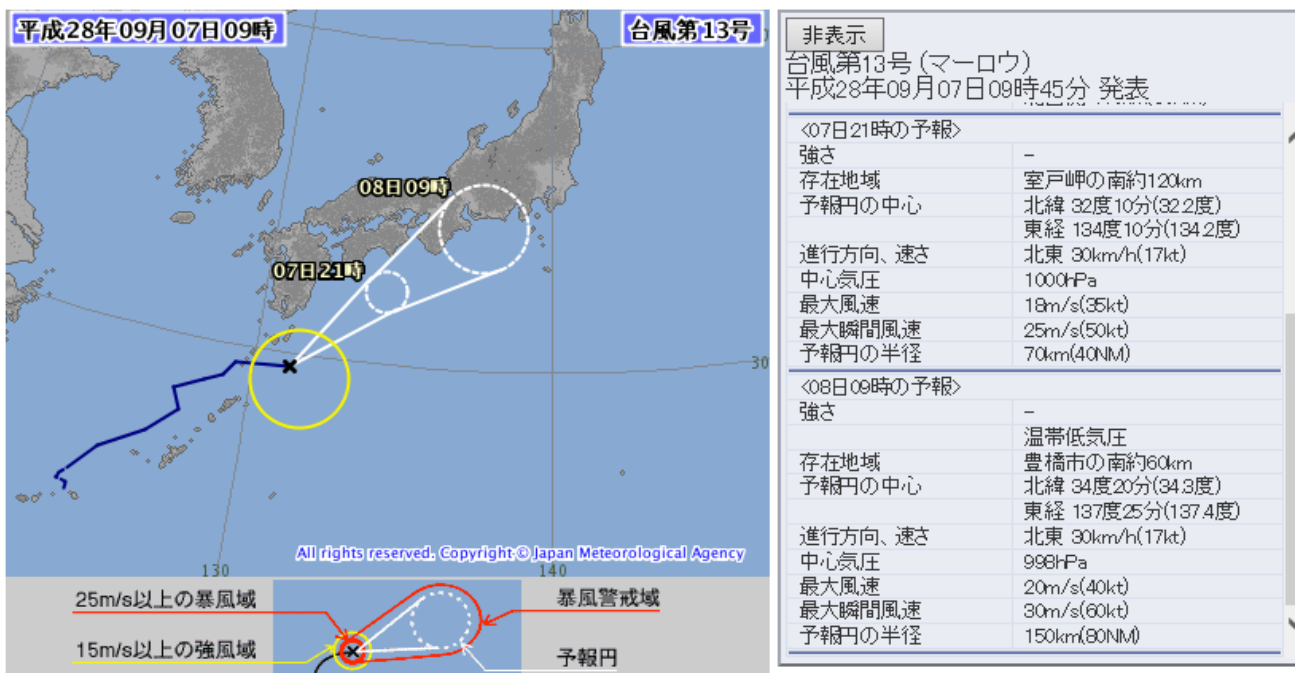 平成28年09月07日09時
台風第13号
08日09時
07日21時
30
All rights reserved. Copyright © Japan Meteorological Agency
130
140
25m/s以上の暴風域
暴風警戒域
15m/s以上の強風域
予報円
非表示
台風第13号 (マーロウ)
平成28年09月07日09時45分 発表
<07日21時の予報>
強さ -
存在地域 室戸岬の南約120km
予報円の中心 北緯 32度10分(32.2度)
東経 134度10分(134.2度)
進行方向、速さ 北東 30km/h(17kt)
中心気圧 1000hPa
最大風速 18m/s(35kt)
最大瞬間風速 25m/s(50kt)
予報円の半径 70km(40NM)
<08日09時の予報>
強さ -
温帯低気圧
存在地域 豊橋市の南約60km
予報円の中心 北緯 34度20分(34.3度)
東経 137度25分(137.4度)
進行方向、速さ 北東 30km/h(17kt)
中心気圧 998hPa
最大風速 20m/s(40kt)
最大瞬間風速 30m/s(60kt)
予報円の半径 150km(80NM)